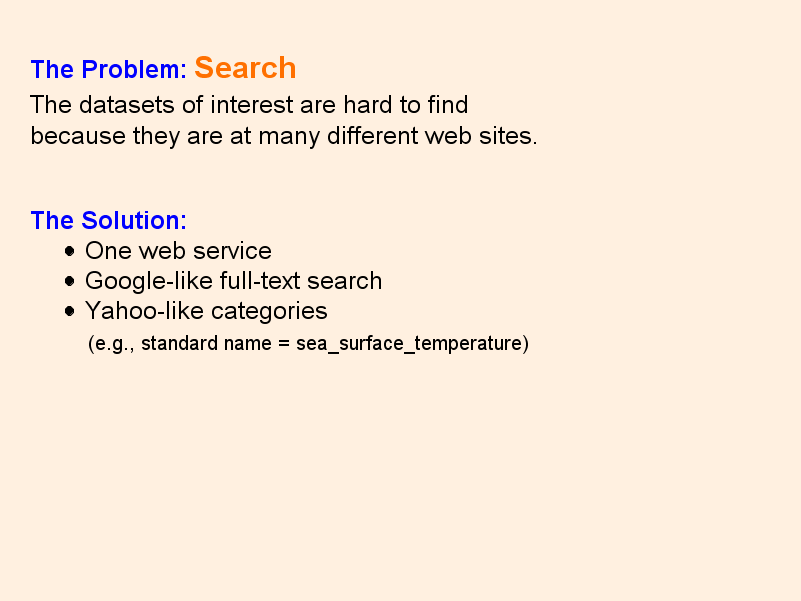 The Problem: Search
The datasets of interest are hard to find
because they are at many different web sites.
The Solution:
• One web service
• Google-like full-text search
• Yahoo-like categories
(e.g., standard name = sea_surface_temperature)